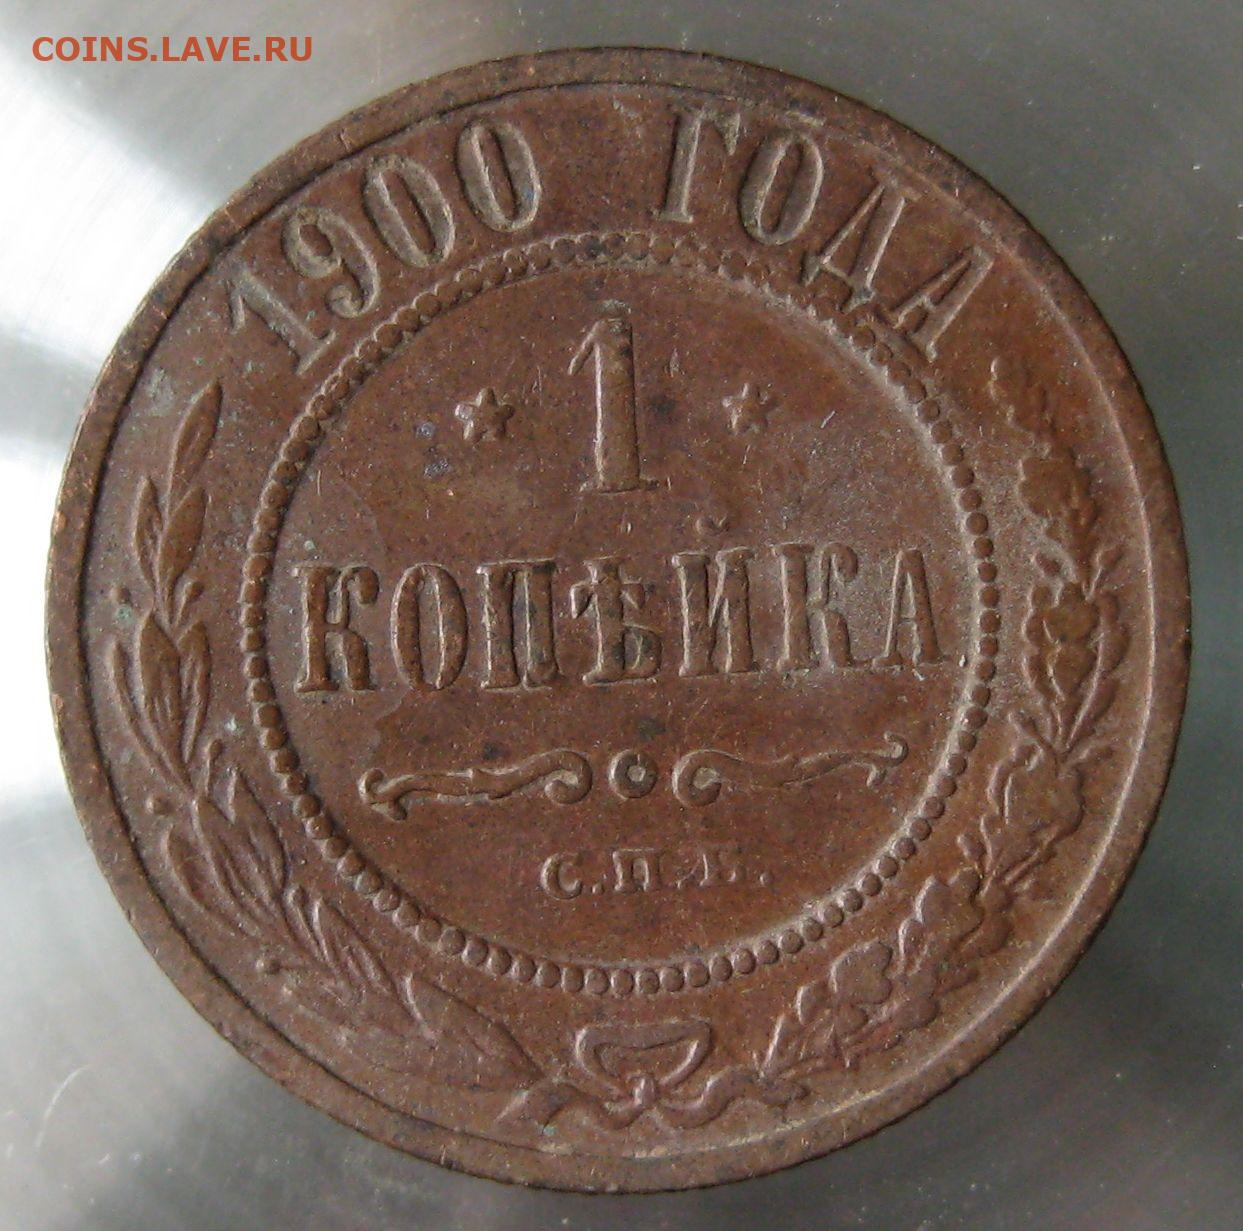 COINS.LAVE.RU
1900 ГОДА
1
КОПѢЙКА
С.П.Б.